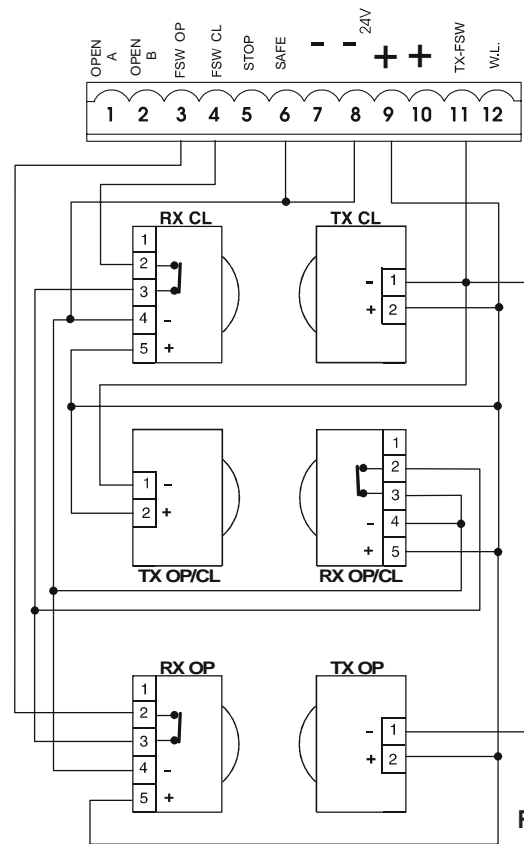 OPEN A
OPEN B
FSW OP
FSW CL
STOP
SAFE
-
-
24V
+
+
TX-FSW
W.L.
1 2 3 4 5 6 7 8 9 10 11 12
RX CL
1
2
3
4 -
5 +
TX CL
- 1
+ 2
1 -
2 +
TX OP/CL
1
2
3
- 4
+ 5
RX OP/CL
RX OP
1
2
3
4 -
5 +
TX OP
- 1
+ 2